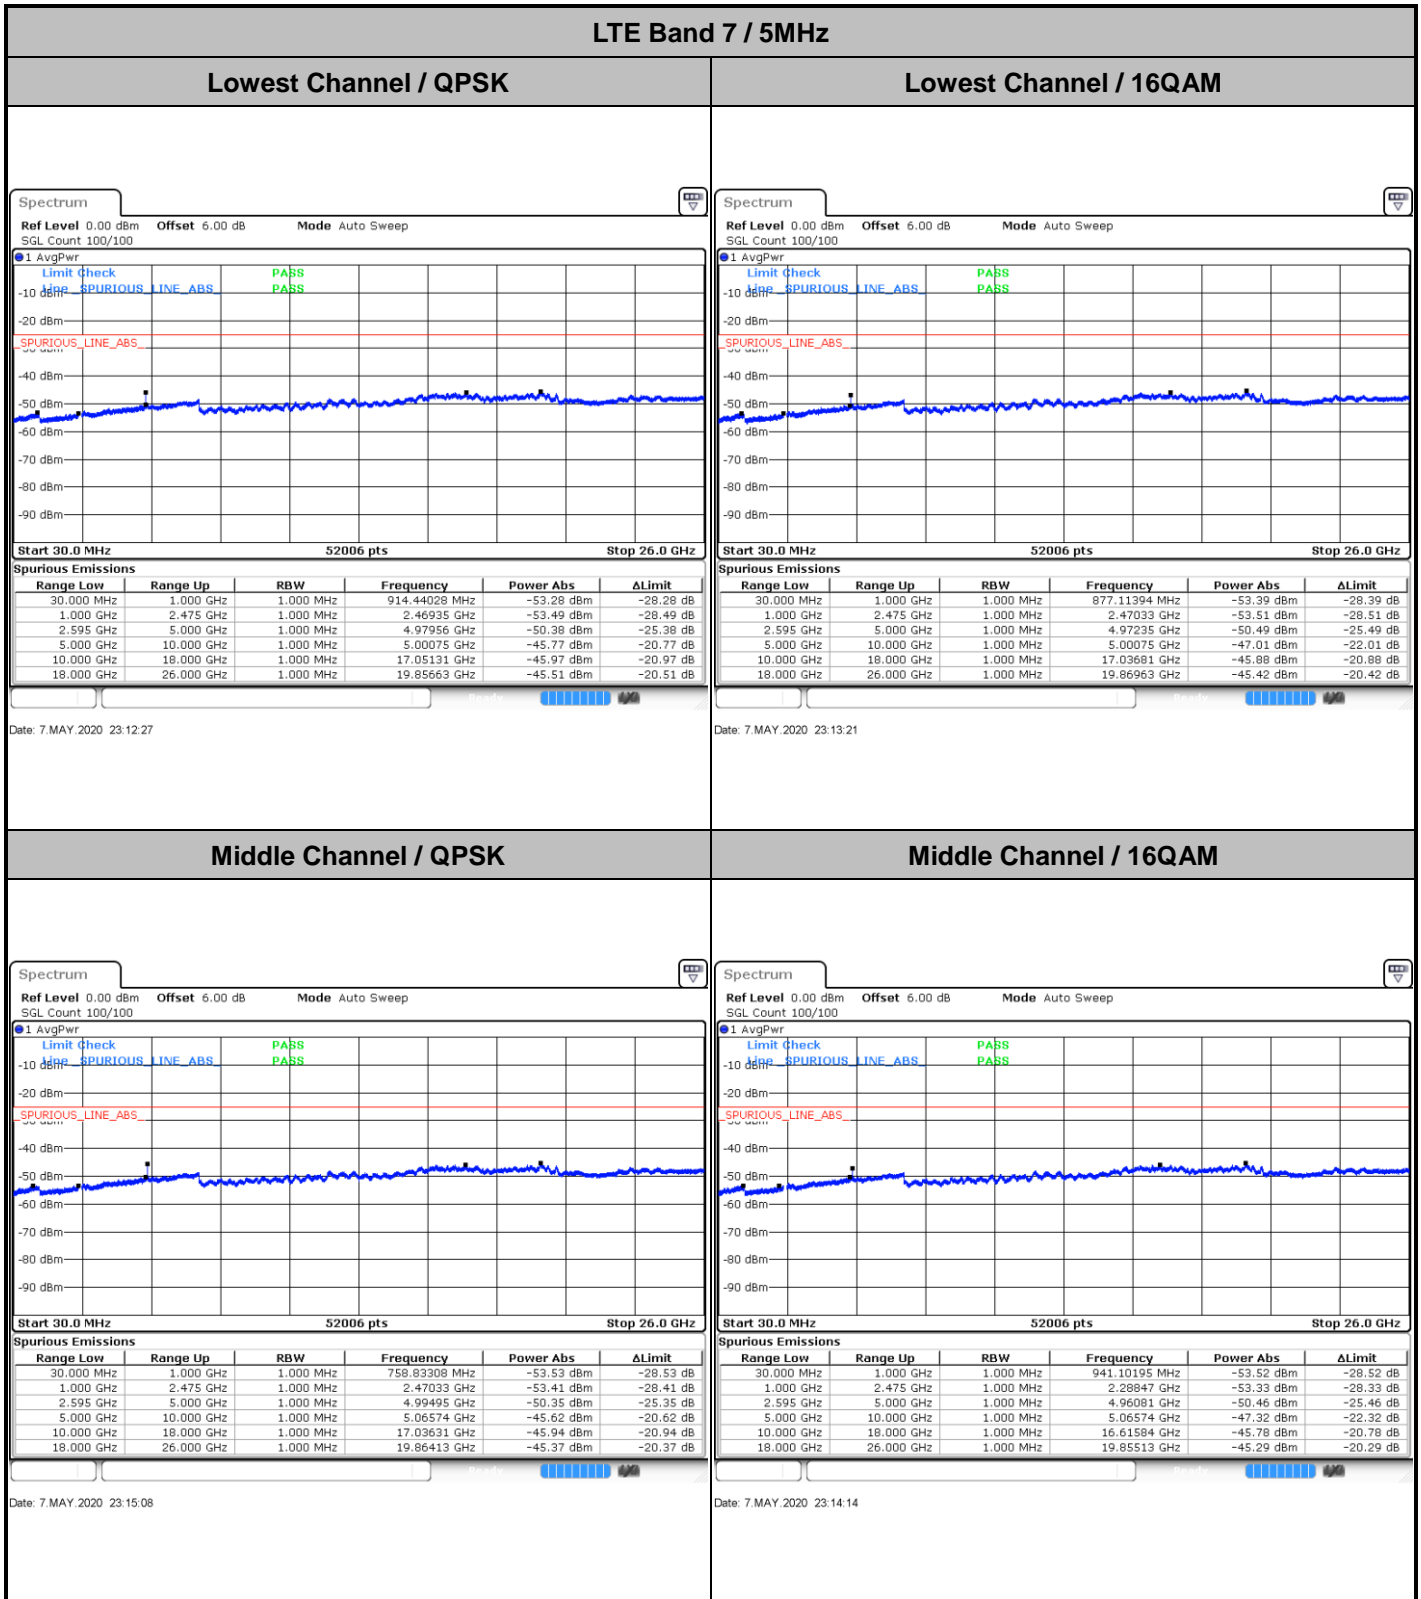 LTE Band 7 / 5MHz
Lowest Channel / QPSK
Lowest Channel / 16QAM
Spectrum
Ref Level 0.00 dBm Offset 6.00 dB Mode Auto Sweep
SGL Count 100/100
1 AvgPwr
Limit Check PASS
Line _SPURIOUS_LINE_ABS_ PASS
-10 dBm
-20 dBm
_SPURIOUS_LINE_ABS_
-30 dBm
-40 dBm
-50 dBm
-60 dBm
-70 dBm
-80 dBm
-90 dBm
Start 30.0 MHz 52006 pts Stop 26.0 GHz
Spurious Emissions
Range Low Range Up RBW Frequency Power Abs ΔLimit
30.000 MHz 1.000 GHz 1.000 MHz 914.44028 MHz -53.28 dBm -28.28 dB
1.000 GHz 2.475 GHz 1.000 MHz 2.46935 GHz -53.49 dBm -28.49 dB
2.595 GHz 5.000 GHz 1.000 MHz 4.97956 GHz -50.38 dBm -25.38 dB
5.000 GHz 10.000 GHz 1.000 MHz 5.00075 GHz -45.77 dBm -20.77 dB
10.000 GHz 18.000 GHz 1.000 MHz 17.05131 GHz -45.97 dBm -20.97 dB
18.000 GHz 26.000 GHz 1.000 MHz 19.85663 GHz -45.51 dBm -20.51 dB
Ready
Date: 7.MAY.2020 23:12:27
Spectrum
Ref Level 0.00 dBm Offset 6.00 dB Mode Auto Sweep
SGL Count 100/100
1 AvgPwr
Limit Check PASS
Line _SPURIOUS_LINE_ABS_ PASS
-10 dBm
-20 dBm
_SPURIOUS_LINE_ABS_
-30 dBm
-40 dBm
-50 dBm
-60 dBm
-70 dBm
-80 dBm
-90 dBm
Start 30.0 MHz 52006 pts Stop 26.0 GHz
Spurious Emissions
Range Low Range Up RBW Frequency Power Abs ΔLimit
30.000 MHz 1.000 GHz 1.000 MHz 877.11394 MHz -53.39 dBm -28.39 dB
1.000 GHz 2.475 GHz 1.000 MHz 2.47033 GHz -53.51 dBm -28.51 dB
2.595 GHz 5.000 GHz 1.000 MHz 4.97235 GHz -50.49 dBm -25.49 dB
5.000 GHz 10.000 GHz 1.000 MHz 5.00075 GHz -47.01 dBm -22.01 dB
10.000 GHz 18.000 GHz 1.000 MHz 17.03681 GHz -45.88 dBm -20.88 dB
18.000 GHz 26.000 GHz 1.000 MHz 19.86963 GHz -45.42 dBm -20.42 dB
Ready
Date: 7.MAY.2020 23:13:21
Middle Channel / QPSK
Middle Channel / 16QAM
Spectrum
Ref Level 0.00 dBm Offset 6.00 dB Mode Auto Sweep
SGL Count 100/100
1 AvgPwr
Limit Check PASS
Line _SPURIOUS_LINE_ABS_ PASS
-10 dBm
-20 dBm
_SPURIOUS_LINE_ABS_
-30 dBm
-40 dBm
-50 dBm
-60 dBm
-70 dBm
-80 dBm
-90 dBm
Start 30.0 MHz 52006 pts Stop 26.0 GHz
Spurious Emissions
Range Low Range Up RBW Frequency Power Abs ΔLimit
30.000 MHz 1.000 GHz 1.000 MHz 758.83308 MHz -53.53 dBm -28.53 dB
1.000 GHz 2.475 GHz 1.000 MHz 2.47033 GHz -53.41 dBm -28.41 dB
2.595 GHz 5.000 GHz 1.000 MHz 4.99495 GHz -50.35 dBm -25.35 dB
5.000 GHz 10.000 GHz 1.000 MHz 5.06574 GHz -45.62 dBm -20.62 dB
10.000 GHz 18.000 GHz 1.000 MHz 17.03631 GHz -45.94 dBm -20.94 dB
18.000 GHz 26.000 GHz 1.000 MHz 19.86413 GHz -45.37 dBm -20.37 dB
Ready
Date: 7.MAY.2020 23:15:08
Spectrum
Ref Level 0.00 dBm Offset 6.00 dB Mode Auto Sweep
SGL Count 100/100
1 AvgPwr
Limit Check PASS
Line _SPURIOUS_LINE_ABS_ PASS
-10 dBm
-20 dBm
_SPURIOUS_LINE_ABS_
-30 dBm
-40 dBm
-50 dBm
-60 dBm
-70 dBm
-80 dBm
-90 dBm
Start 30.0 MHz 52006 pts Stop 26.0 GHz
Spurious Emissions
Range Low Range Up RBW Frequency Power Abs ΔLimit
30.000 MHz 1.000 GHz 1.000 MHz 941.10195 MHz -53.52 dBm -28.52 dB
1.000 GHz 2.475 GHz 1.000 MHz 2.28847 GHz -53.33 dBm -28.33 dB
2.595 GHz 5.000 GHz 1.000 MHz 4.96081 GHz -50.46 dBm -25.46 dB
5.000 GHz 10.000 GHz 1.000 MHz 5.06574 GHz -47.32 dBm -22.32 dB
10.000 GHz 18.000 GHz 1.000 MHz 16.61584 GHz -45.78 dBm -20.78 dB
18.000 GHz 26.000 GHz 1.000 MHz 19.85513 GHz -45.29 dBm -20.29 dB
Ready
Date: 7.MAY.2020 23:14:14